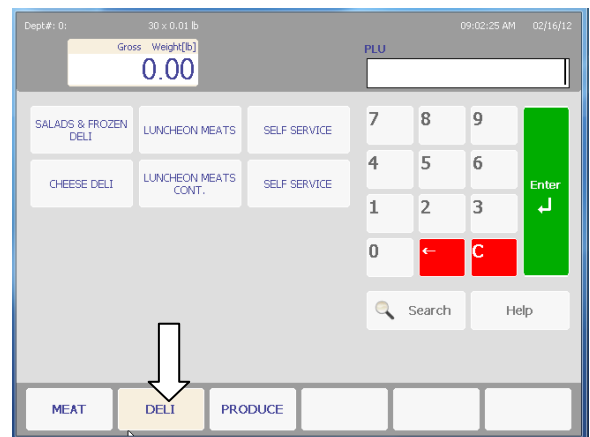 Dept#: 0:
30 x 0.01 lb
09:02:25 AM 02/16/12
Gross Weight[lb]
0.00
PLU
SALADS & FROZEN
DELI
LUNCHEON MEATS
SELF SERVICE
CHEESE DELI
LUNCHEON MEATS
CONT.
SELF SERVICE
7 8 9
4 5 6
Enter
1 2 3
0 ← C
Search
Help
MEAT
DELI
PRODUCE